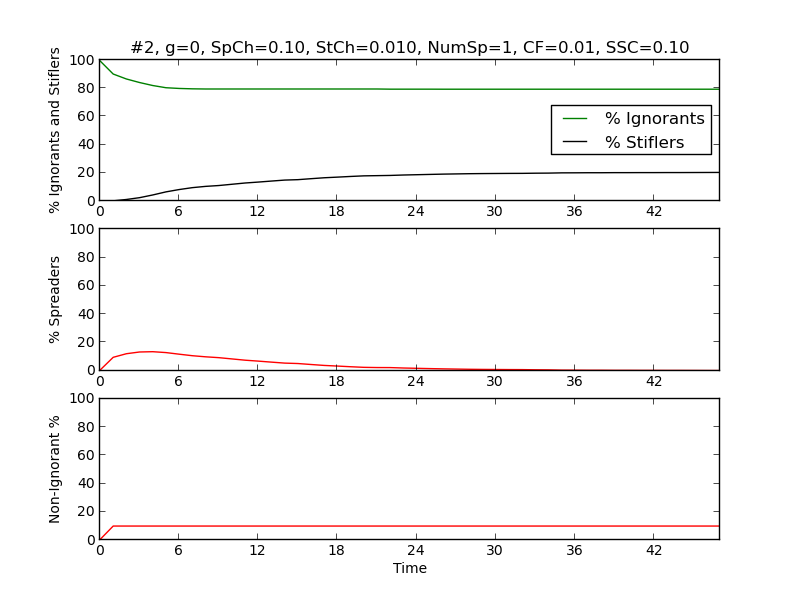 #2, g=0, SpCh=0.10, StCh=0.010, NumSp=1, CF=0.01, SSC=0.10
% Ignorants and Stiflers
100
80
60
40
20
0
% Ignorants
% Stiflers
0 6 12 18 24 30 36 42
% Spreaders
100
80
60
40
20
0
0 6 12 18 24 30 36 42
Non-Ignorant %
100
80
60
40
20
0
0 6 12 18 24 30 36 42
Time